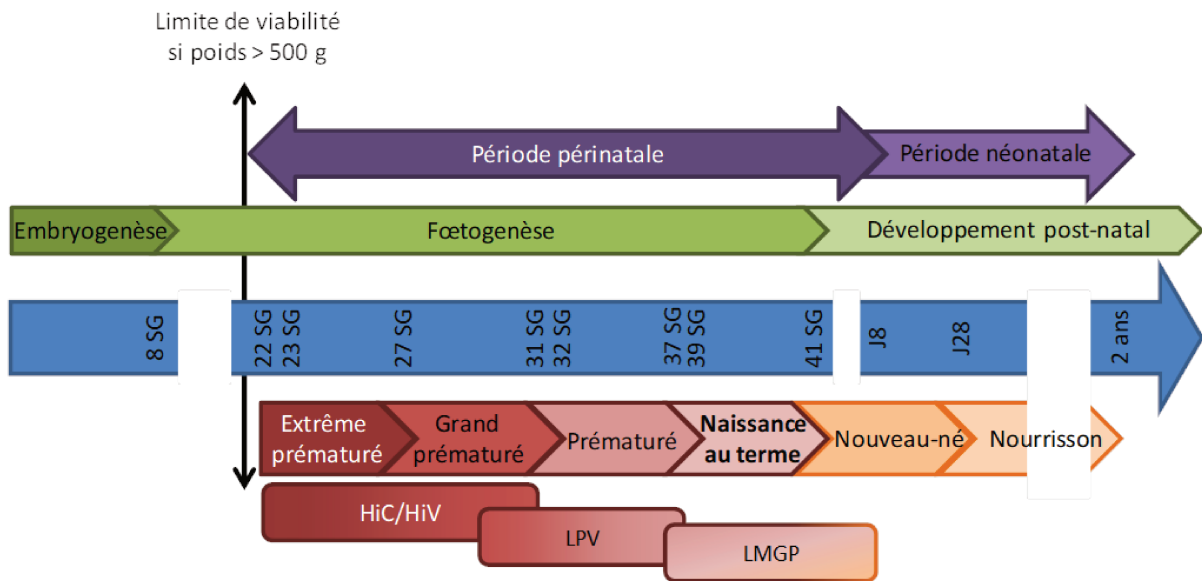 Limite de viabilité
si poids > 500 g
Période périnatale
Période néonatale
Embryogenèse
Fœtogenèse
Développement post-natal
8 SG
22 SG
23 SG
27 SG
31 SG
32 SG
37 SG
39 SG
41 SG
J8
J28
2 ans
Extrême
prématuré
Grand
prématuré
Prématuré
Naissance
au terme
Nouveau-né
Nourrisson
HiC/HiV
LPV
LMGP